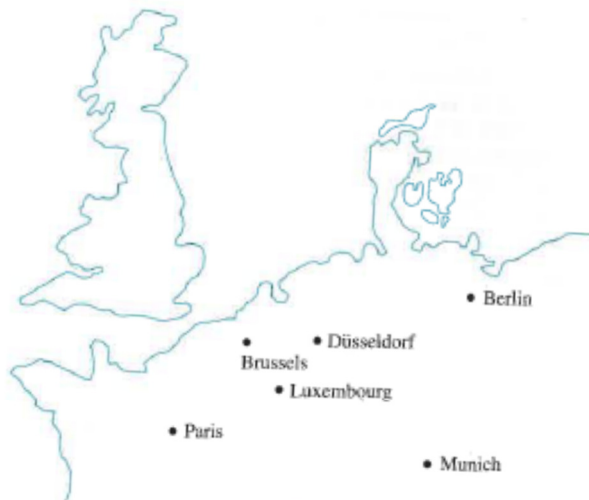 Berlin
Düsseldorf
Brussels
Luxembourg
Paris
Munich